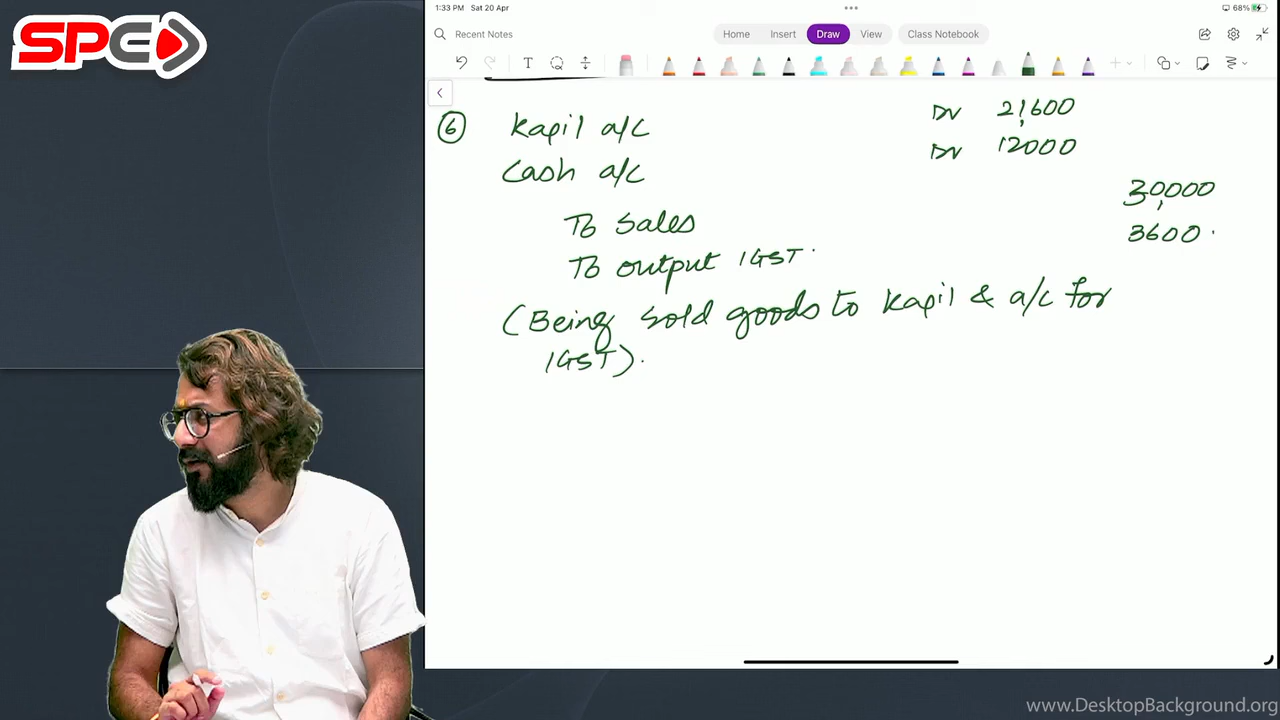 SPC
1:33 PM Sat 20 Apr
68%
Recent Notes
Home Insert Draw View Class Notebook
T
6 Kapil a/c Dr 21,600
Cash a/c Dr 12000
To Sales 30,000
To output IGST 3600
(Being sold goods to Kapil & a/c for
IGST).
www.DesktopBackground.org